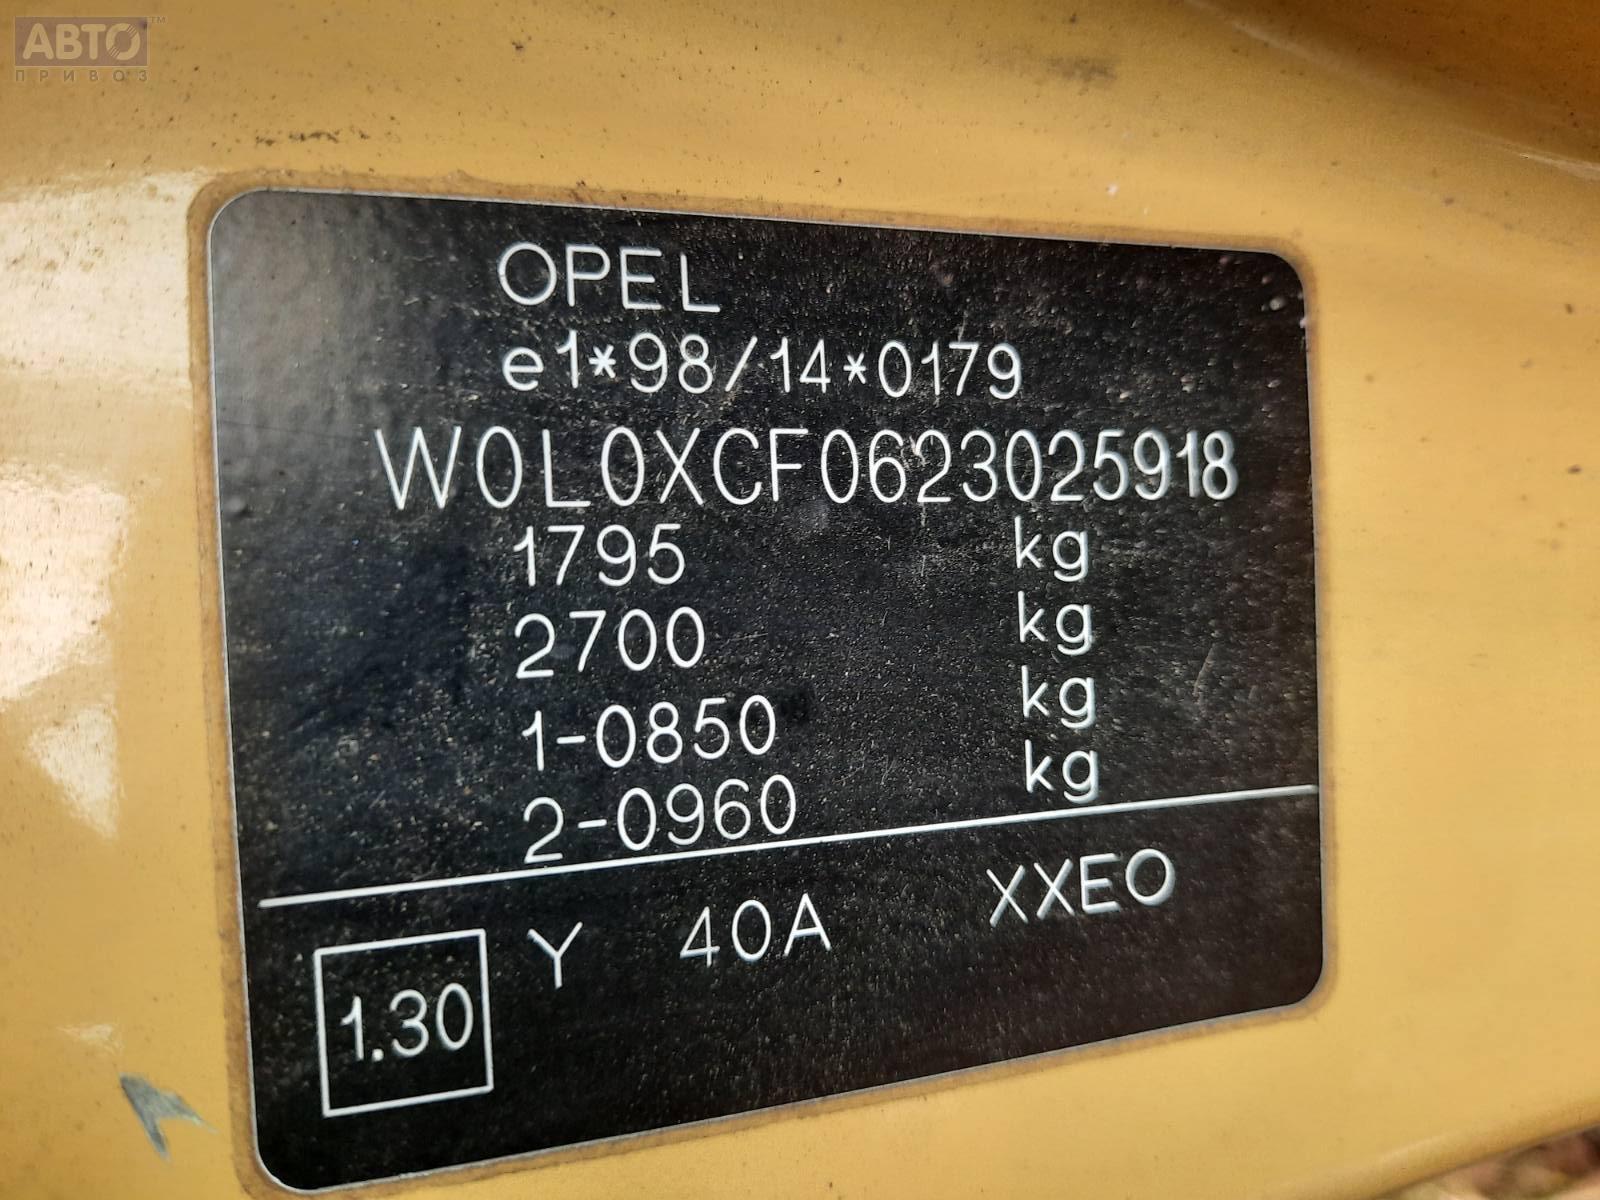 АВТО™
ПРИВОЗ
OPEL
e1*98/14*0179
W0L0XCF0623025918
1795 kg
2700 kg
1-0850 kg
2-0960 kg
1.30 Y 40A XXEO